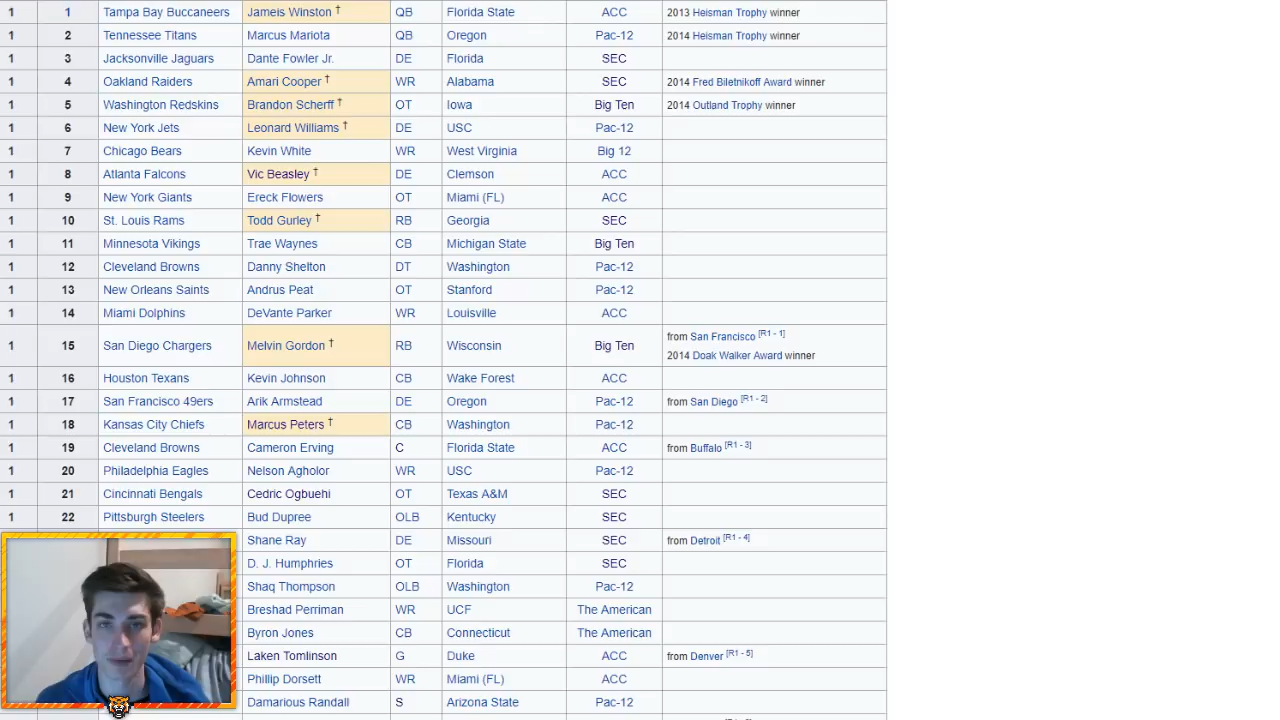 1 1 Tampa Bay Buccaneers Jameis Winston † QB Florida State ACC 2013 Heisman Trophy winner
1 2 Tennessee Titans Marcus Mariota QB Oregon Pac-12 2014 Heisman Trophy winner
1 3 Jacksonville Jaguars Dante Fowler Jr. DE Florida SEC
1 4 Oakland Raiders Amari Cooper † WR Alabama SEC 2014 Fred Biletnikoff Award winner
1 5 Washington Redskins Brandon Scherff † OT Iowa Big Ten 2014 Outland Trophy winner
1 6 New York Jets Leonard Williams † DE USC Pac-12
1 7 Chicago Bears Kevin White WR West Virginia Big 12
1 8 Atlanta Falcons Vic Beasley † DE Clemson ACC
1 9 New York Giants Ereck Flowers OT Miami (FL) ACC
1 10 St. Louis Rams Todd Gurley † RB Georgia SEC
1 11 Minnesota Vikings Trae Waynes CB Michigan State Big Ten
1 12 Cleveland Browns Danny Shelton DT Washington Pac-12
1 13 New Orleans Saints Andrus Peat OT Stanford Pac-12
1 14 Miami Dolphins DeVante Parker WR Louisville ACC
1 15 San Diego Chargers Melvin Gordon † RB Wisconsin Big Ten from San Francisco [R1 - 1]
2014 Doak Walker Award winner
1 16 Houston Texans Kevin Johnson CB Wake Forest ACC
1 17 San Francisco 49ers Arik Armstead DE Oregon Pac-12 from San Diego [R1 - 2]
1 18 Kansas City Chiefs Marcus Peters † CB Washington Pac-12
1 19 Cleveland Browns Cameron Erving C Florida State ACC from Buffalo [R1 - 3]
1 20 Philadelphia Eagles Nelson Agholor WR USC Pac-12
1 21 Cincinnati Bengals Cedric Ogbuehi OT Texas A&M SEC
1 22 Pittsburgh Steelers Bud Dupree OLB Kentucky SEC
Shane Ray DE Missouri SEC from Detroit [R1 - 4]
D. J. Humphries OT Florida SEC
Shaq Thompson OLB Washington Pac-12
Breshad Perriman WR UCF The American
Byron Jones CB Connecticut The American
Laken Tomlinson G Duke ACC from Denver [R1 - 5]
Phillip Dorsett WR Miami (FL) ACC
Damarious Randall S Arizona State Pac-12